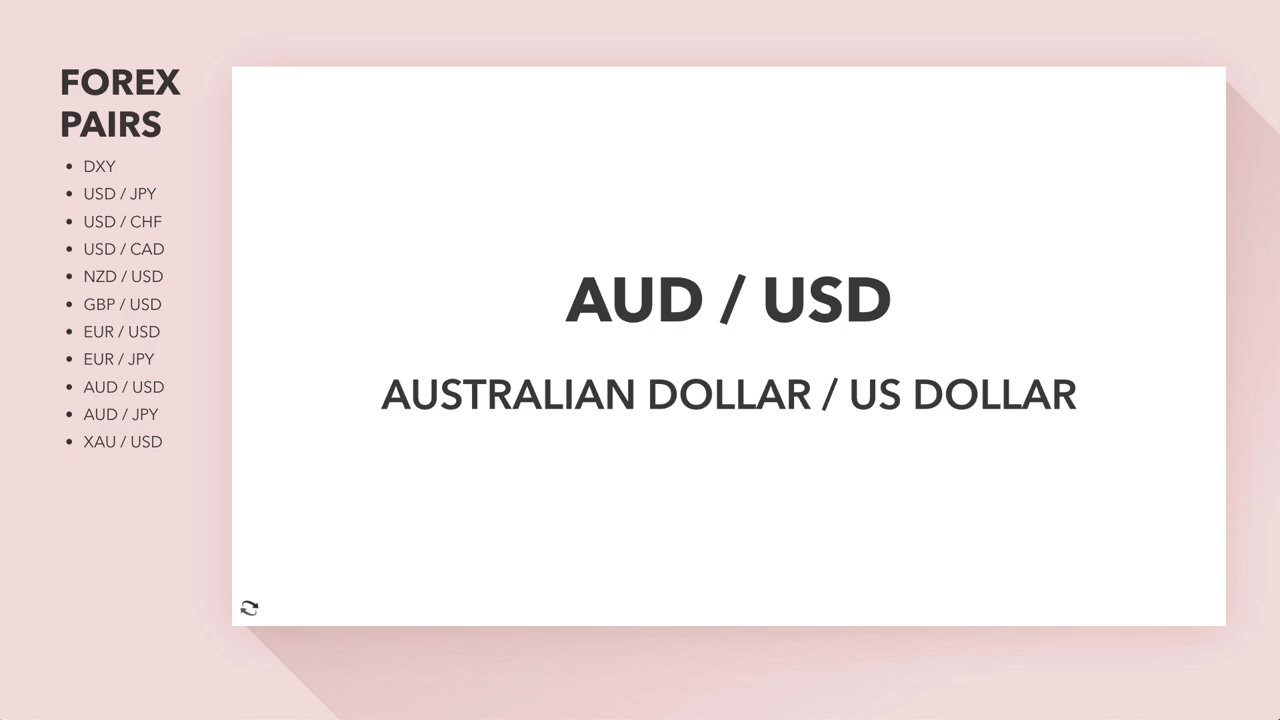 FOREX
PAIRS
• DXY
• USD / JPY
• USD / CHF
• USD / CAD
• NZD / USD
• GBP / USD
• EUR / USD
• EUR / JPY
• AUD / USD
• AUD / JPY
• XAU / USD
AUD / USD
AUSTRALIAN DOLLAR / US DOLLAR